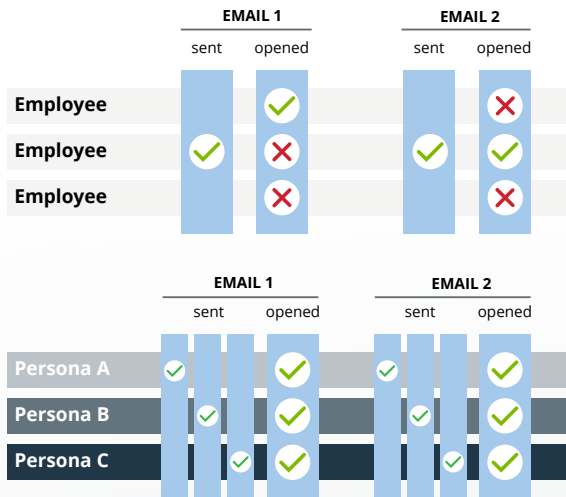 EMAIL 1 EMAIL 2
sent opened sent opened
Employee
Employee
Employee
EMAIL 1 EMAIL 2
sent opened sent opened
Persona A
Persona B
Persona C